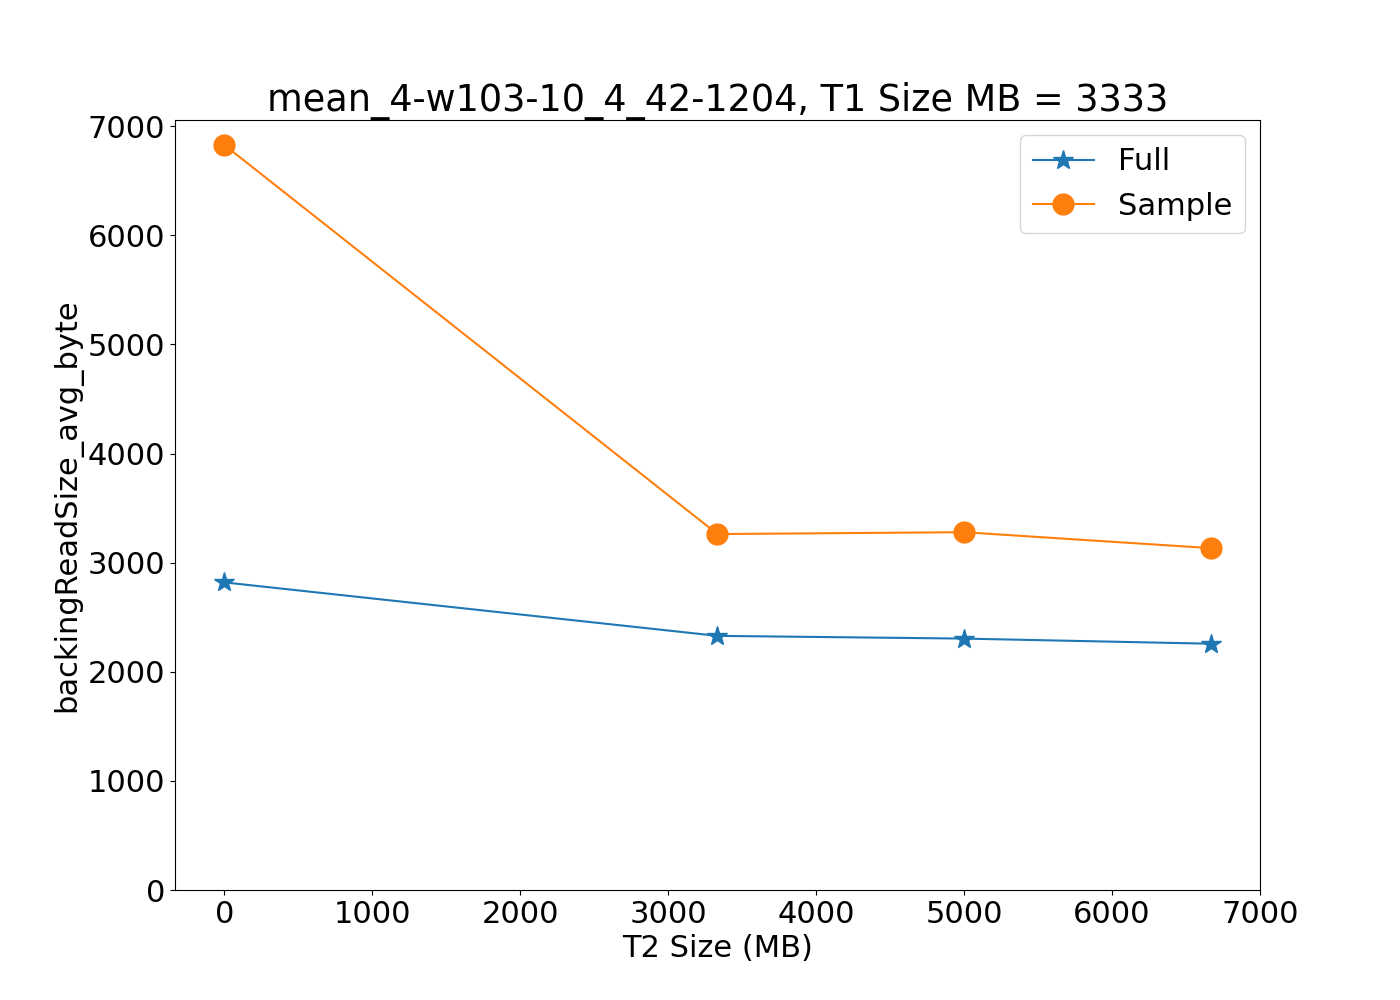 mean_4-w103-10_4_42-1204, T1 Size MB = 3333
Full
Sample
backingReadSize_avg_byte
7000
6000
5000
4000
3000
2000
1000
0
0 1000 2000 3000 4000 5000 6000 7000
T2 Size (MB)